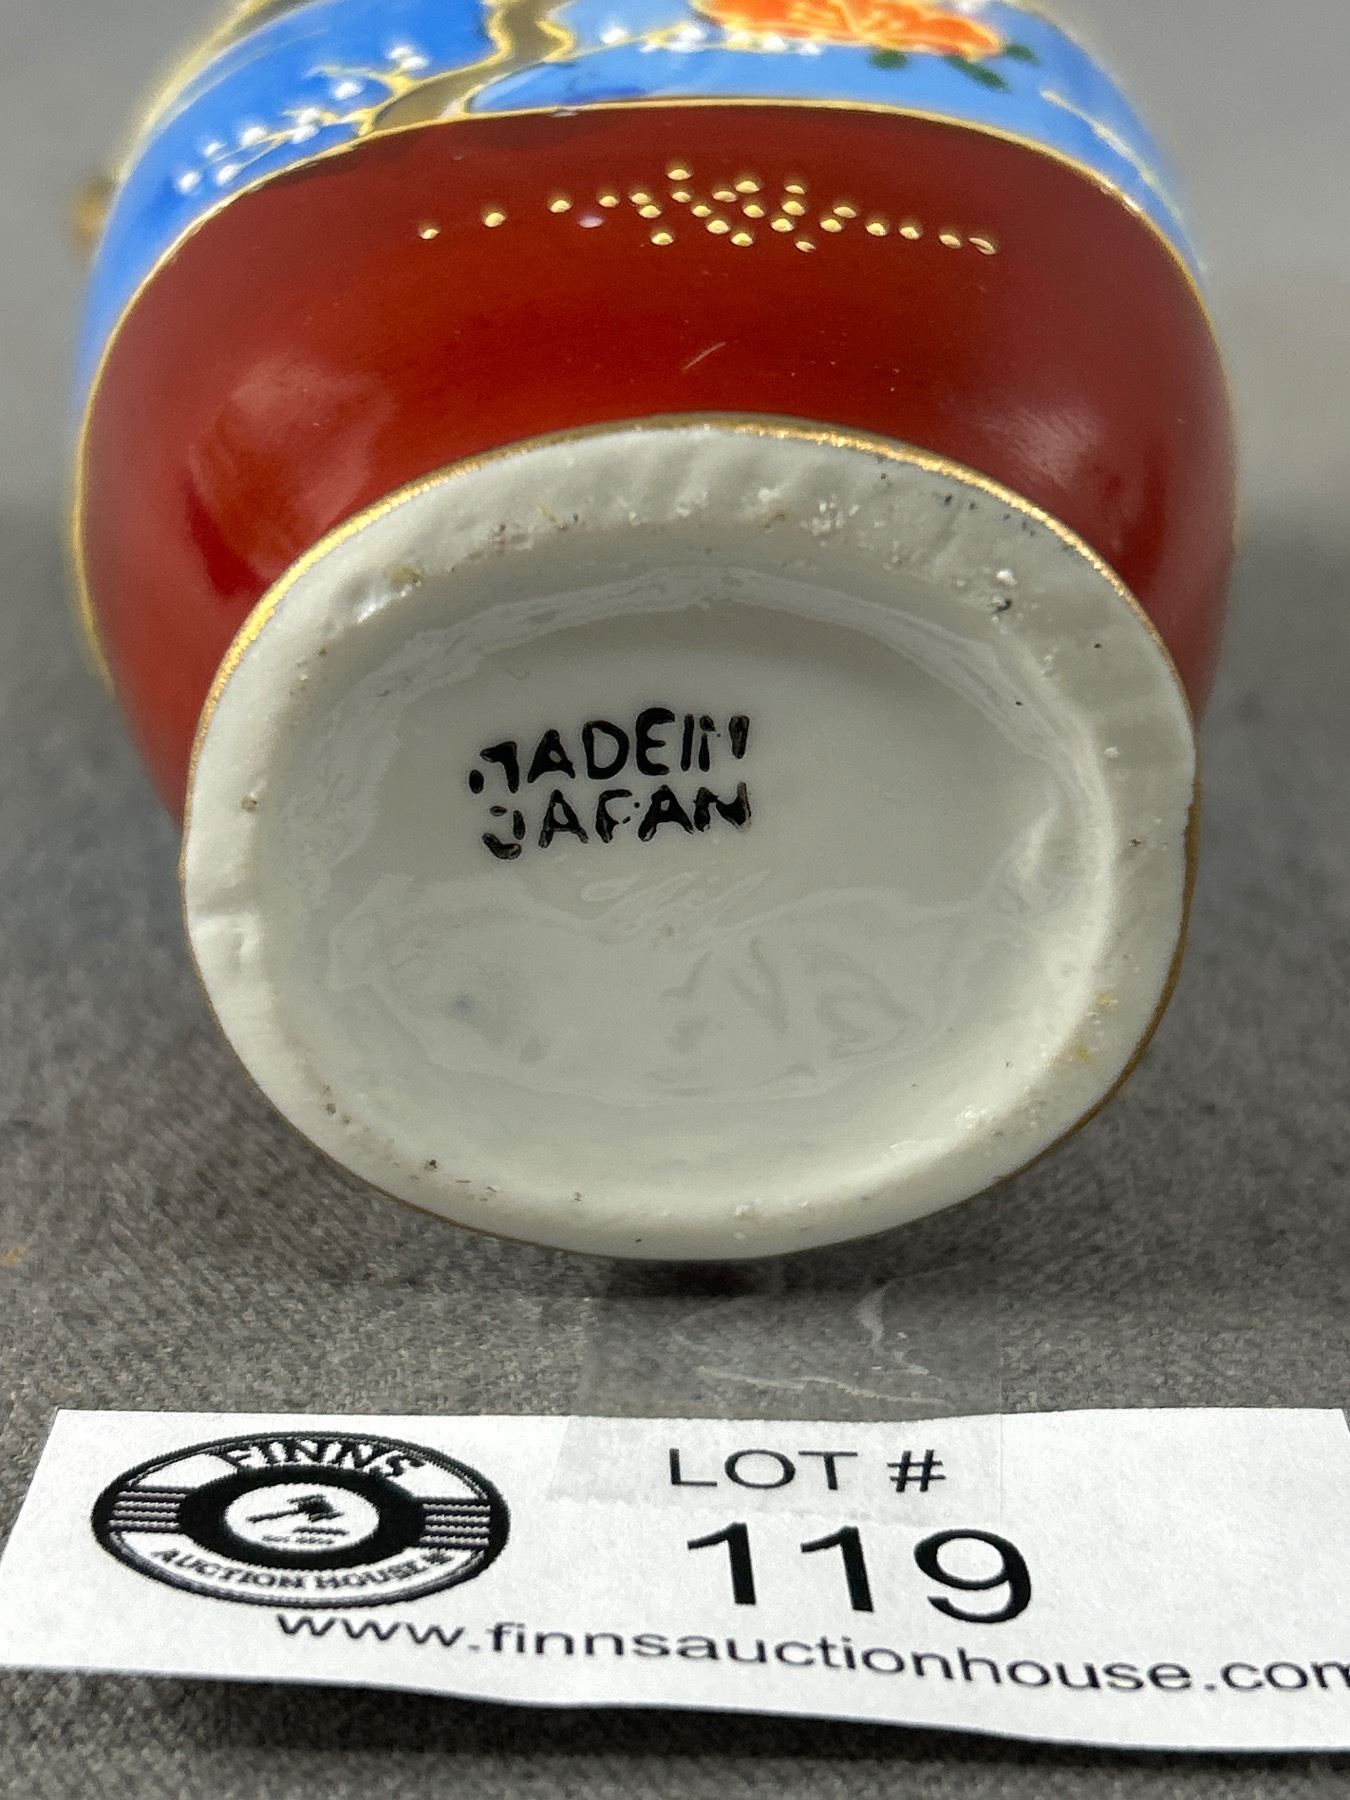 MADE IN
JAPAN
FINNS
AUCTION HOUSE
LOT #
119
www.finnsauctionhouse.com